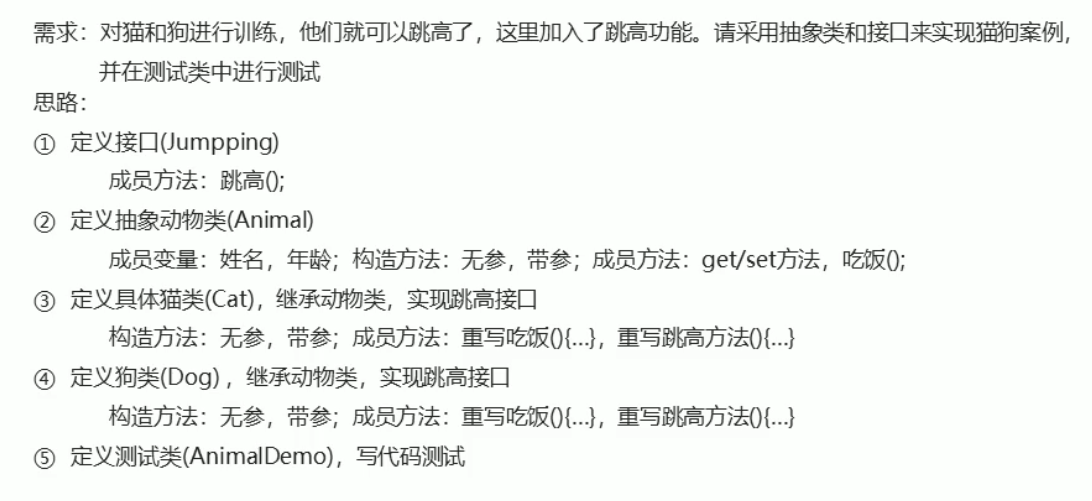 需求：对猫和狗进行训练，他们就可以跳高了，这里加入了跳高功能。请采用抽象类和接口来实现猫狗案例，
并在测试类中进行测试
思路：
① 定义接口(Jumpping)
成员方法：跳高();
② 定义抽象动物类(Animal)
成员变量：姓名，年龄；构造方法：无参，带参；成员方法：get/set方法，吃饭();
③ 定义具体猫类(Cat)，继承动物类，实现跳高接口
构造方法：无参，带参；成员方法：重写吃饭(){...}，重写跳高方法(){...}
④ 定义狗类(Dog) ，继承动物类，实现跳高接口
构造方法：无参，带参；成员方法：重写吃饭(){...}，重写跳高方法(){...}
⑤ 定义测试类(AnimalDemo)，写代码测试